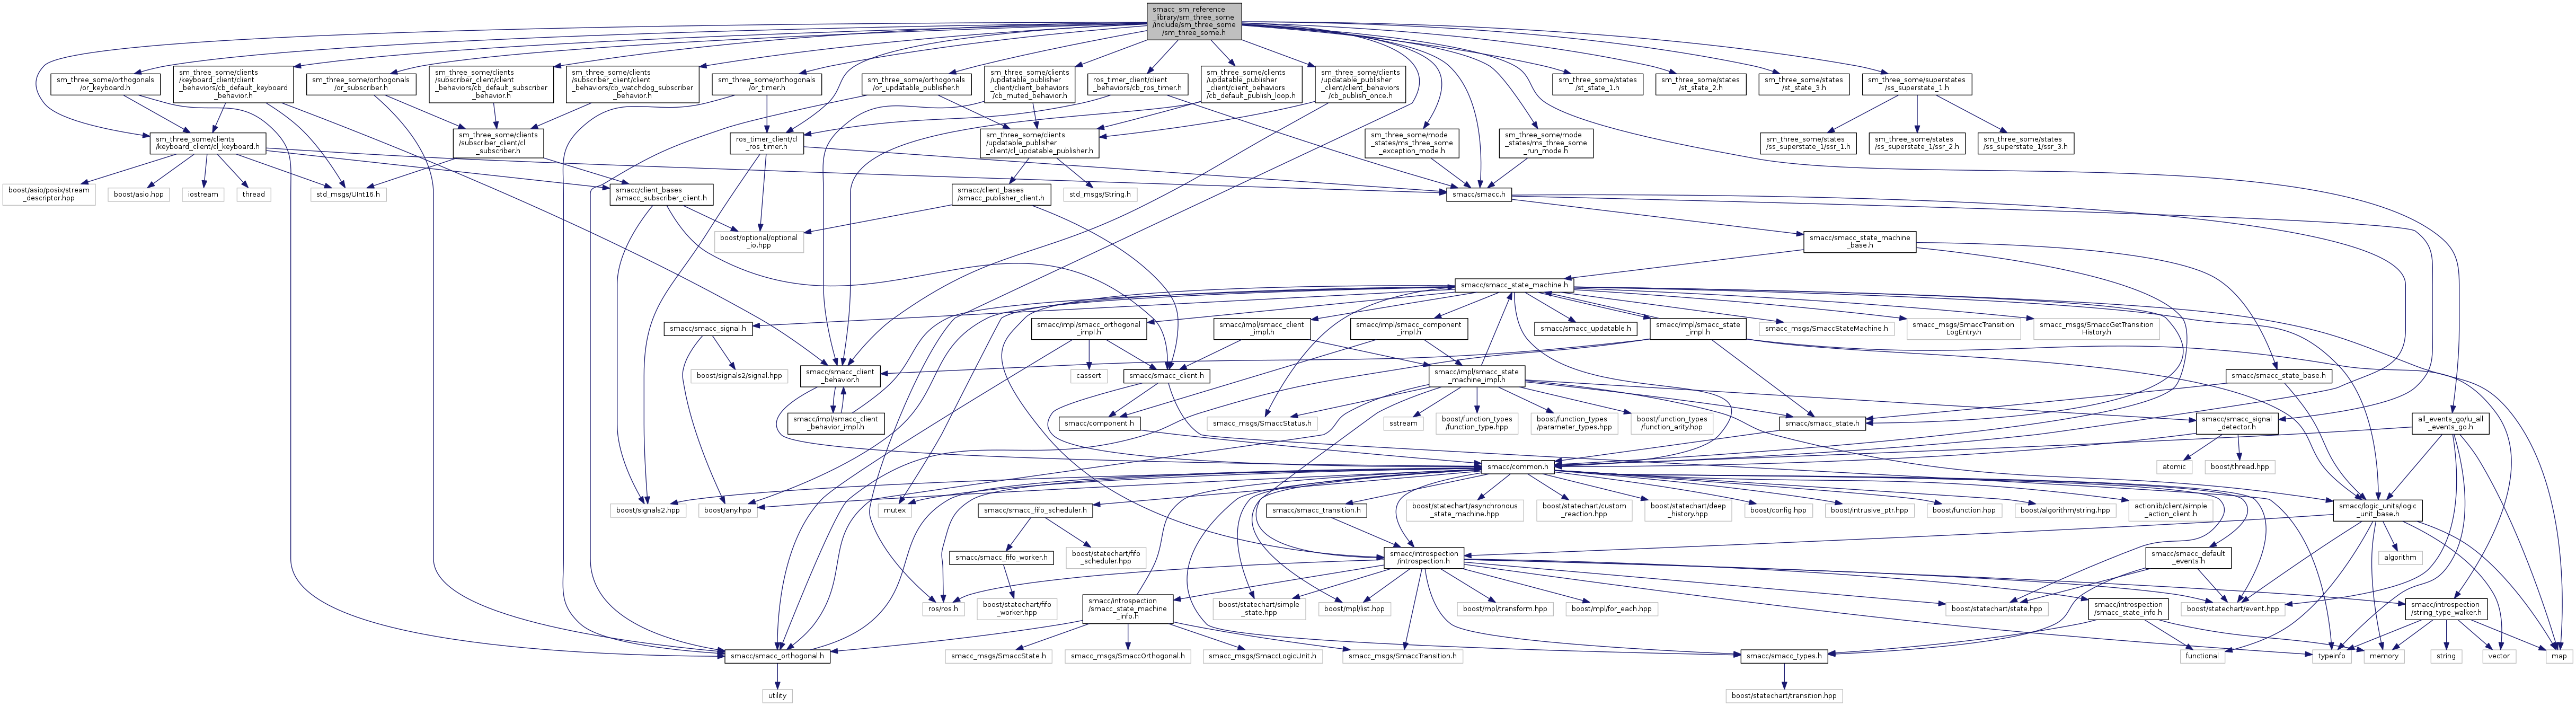 smacc_sm_reference
_library/sm_three_some
/include/sm_three_some
/sm_three_some.h
sm_three_some/orthogonals
/or_keyboard.h
sm_three_some/clients
/keyboard_client/client
_behaviors/cb_default_keyboard
_behavior.h
sm_three_some/orthogonals
/or_subscriber.h
sm_three_some/clients
/subscriber_client/client
_behaviors/cb_default_subscriber
_behavior.h
sm_three_some/clients
/subscriber_client/client
_behaviors/cb_watchdog_subscriber
_behavior.h
sm_three_some/orthogonals
/or_timer.h
sm_three_some/orthogonals
/or_updatable_publisher.h
sm_three_some/clients
/updatable_publisher
_client/client_behaviors
/cb_muted_behavior.h
ros_timer_client/client
_behaviors/cb_ros_timer.h
sm_three_some/clients
/updatable_publisher
_client/client_behaviors
/cb_default_publish_loop.h
sm_three_some/clients
/updatable_publisher
_client/client_behaviors
/cb_publish_once.h
sm_three_some/states
/st_state_1.h
sm_three_some/states
/st_state_2.h
sm_three_some/states
/st_state_3.h
sm_three_some/superstates
/ss_superstate_1.h
sm_three_some/clients
/keyboard_client/cl_keyboard.h
sm_three_some/clients
/subscriber_client/cl
_subscriber.h
ros_timer_client/cl
_ros_timer.h
sm_three_some/clients
/updatable_publisher
_client/cl_updatable_publisher.h
sm_three_some/mode
_states/ms_three_some
_exception_mode.h
sm_three_some/mode
_states/ms_three_some
_run_mode.h
sm_three_some/states
/ss_superstate_1/ssr_1.h
sm_three_some/states
/ss_superstate_1/ssr_2.h
sm_three_some/states
/ss_superstate_1/ssr_3.h
boost/asio/posix/stream
_descriptor.hpp
boost/asio.hpp
iostream
thread
std_msgs/UInt16.h
smacc/client_bases
/smacc_subscriber_client.h
smacc/client_bases
/smacc_publisher_client.h
std_msgs/String.h
smacc/smacc.h
boost/optional/optional
_io.hpp
smacc/smacc_state_machine
_base.h
smacc/smacc_state_machine.h
smacc/smacc_signal.h
smacc/impl/smacc_orthogonal
_impl.h
smacc/impl/smacc_client
_impl.h
smacc/impl/smacc_component
_impl.h
smacc/smacc_updatable.h
smacc/impl/smacc_state
_impl.h
smacc_msgs/SmaccStateMachine.h
smacc_msgs/SmaccTransition
LogEntry.h
smacc_msgs/SmaccGetTransition
History.h
boost/signals2/signal.hpp
smacc/smacc_client
_behavior.h
cassert
smacc/smacc_client.h
smacc/impl/smacc_state
_machine_impl.h
smacc/smacc_state_base.h
smacc/impl/smacc_client
_behavior_impl.h
smacc/component.h
smacc_msgs/SmaccStatus.h
sstream
boost/function_types
/function_type.hpp
boost/function_types
/parameter_types.hpp
boost/function_types
/function_arity.hpp
smacc/smacc_state.h
smacc/smacc_signal
_detector.h
all_events_go/lu_all
_events_go.h
smacc/common.h
atomic
boost/thread.hpp
boost/signals2.hpp
boost/any.hpp
mutex
smacc/smacc_fifo_scheduler.h
smacc/smacc_transition.h
boost/statechart/asynchronous
_state_machine.hpp
boost/statechart/custom
_reaction.hpp
boost/statechart/deep
_history.hpp
boost/config.hpp
boost/intrusive_ptr.hpp
boost/function.hpp
boost/algorithm/string.hpp
actionlib/client/simple
_action_client.h
smacc/logic_units/logic
_unit_base.h
smacc/smacc_fifo_worker.h
boost/statechart/fifo
_scheduler.hpp
smacc/introspection
/introspection.h
smacc/smacc_default
_events.h
algorithm
ros/ros.h
boost/statechart/fifo
_worker.hpp
smacc/introspection
/smacc_state_machine
_info.h
boost/statechart/simple
_state.hpp
boost/mpl/list.hpp
boost/mpl/transform.hpp
boost/mpl/for_each.hpp
boost/statechart/state.hpp
smacc/introspection
/smacc_state_info.h
boost/statechart/event.hpp
smacc/introspection
/string_type_walker.h
smacc/smacc_orthogonal.h
smacc_msgs/SmaccState.h
smacc_msgs/SmaccOrthogonal.h
smacc_msgs/SmaccLogicUnit.h
smacc_msgs/SmaccTransition.h
smacc/smacc_types.h
functional
typeinfo
memory
string
vector
map
utility
boost/statechart/transition.hpp